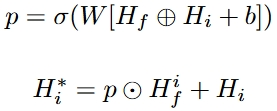 p = σ(W[H_f ⊕ H_i + b])
H_i^* = p ⊙ H_f^i + H_i